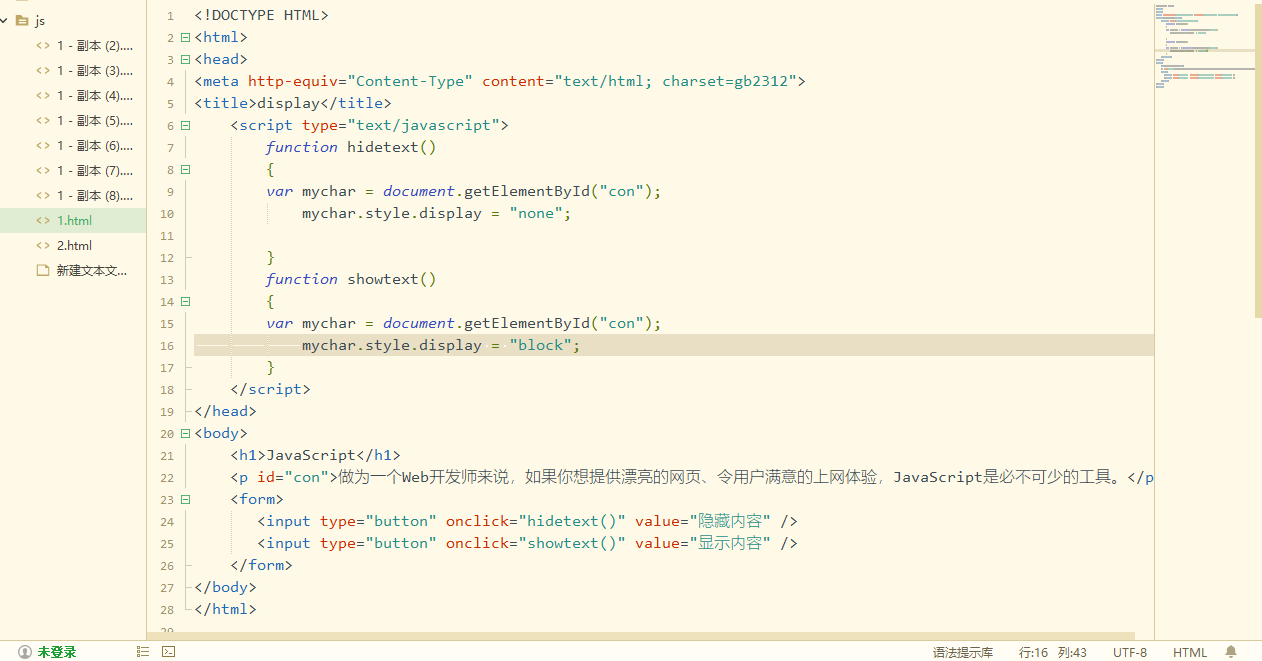 js
1 - 副本 (2)....
1 - 副本 (3)....
1 - 副本 (4)....
1 - 副本 (5)....
1 - 副本 (6)....
1 - 副本 (7)....
1 - 副本 (8)....
1.html
2.html
新建文本文...
1 <!DOCTYPE HTML>
2 <html>
3 <head>
4 <meta http-equiv="Content-Type" content="text/html; charset=gb2312">
5 <title>display</title>
6 <script type="text/javascript">
7 function hidetext()
8 {
9 var mychar = document.getElementById("con");
10 mychar.style.display = "none";
11
12 }
13 function showtext()
14 {
15 var mychar = document.getElementById("con");
16 mychar.style.display = "block";
17 }
18 </script>
19 </head>
20 <body>
21 <h1>JavaScript</h1>
22 <p id="con">做为一个Web开发师来说，如果你想提供漂亮的网页、令用户满意的上网体验，JavaScript是必不可少的工具。</p
23 <form>
24 <input type="button" onclick="hidetext()" value="隐藏内容" />
25 <input type="button" onclick="showtext()" value="显示内容" />
26 </form>
27 </body>
28 </html>
29
未登录
语法提示库 行:16 列:43 UTF-8 HTML